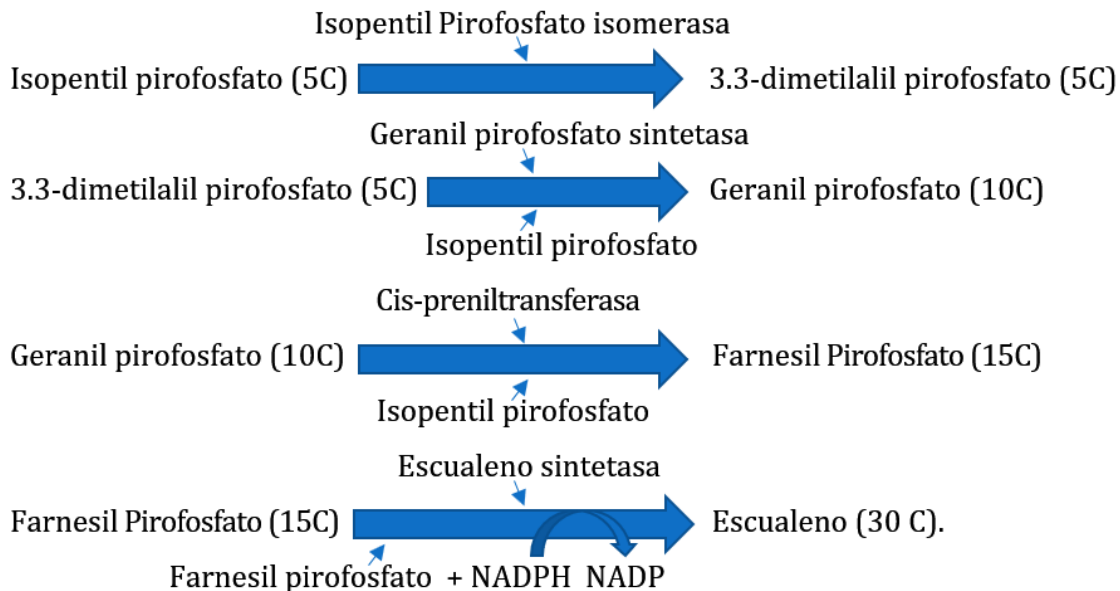 Isopentil Pirofosfato isomerasa
Isopentil pirofosfato (5C) 3.3-dimetilalil pirofosfato (5C)
Geranil pirofosfato sintetasa
3.3-dimetilalil pirofosfato (5C) Geranil pirofosfato (10C)
Isopentil pirofosfato
Cis-preniltransferasa
Geranil pirofosfato (10C) Farnesil Pirofosfato (15C)
Isopentil pirofosfato
Escualeno sintetasa
Farnesil Pirofosfato (15C) Escualeno (30 C).
Farnesil pirofosfato + NADPH NADP